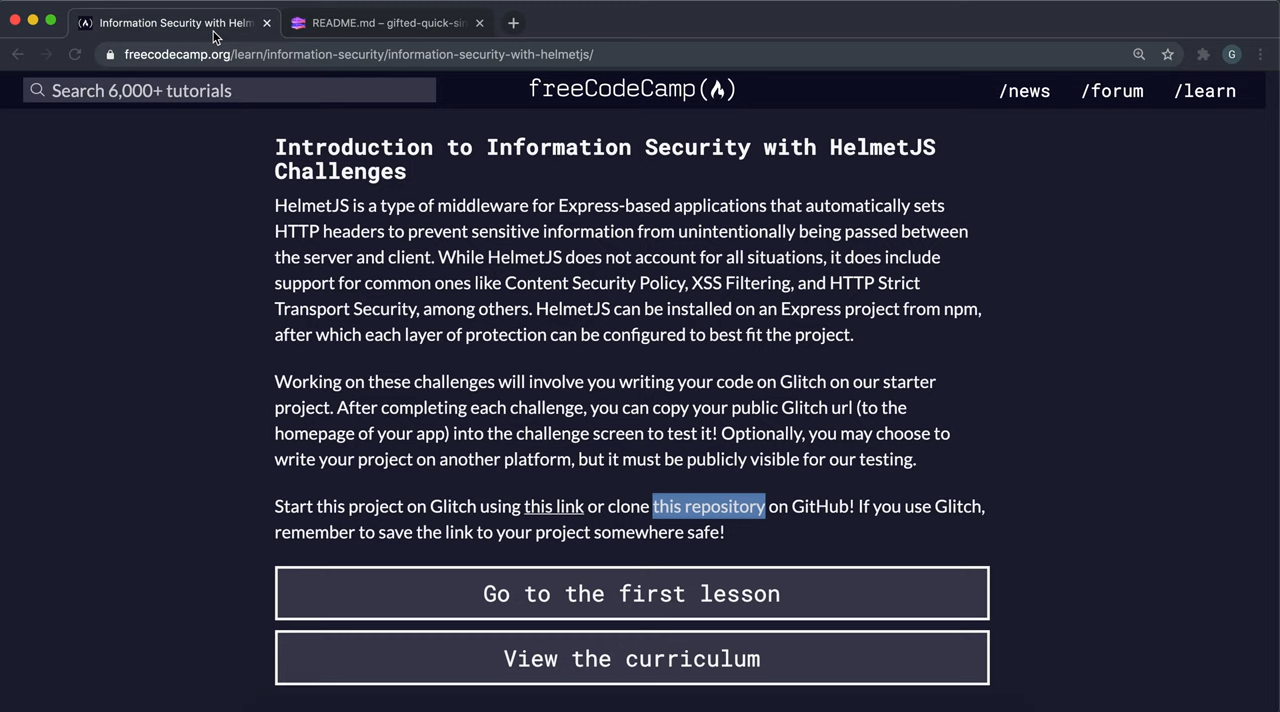 Information Security with Helm
README.md – gifted-quick-sin
freecodecamp.org/learn/information-security/information-security-with-helmetjs/
G
Search 6,000+ tutorials
freeCodeCamp
/news
/forum
/learn
Introduction to Information Security with HelmetJS
Challenges
HelmetJS is a type of middleware for Express-based applications that automatically sets
HTTP headers to prevent sensitive information from unintentionally being passed between
the server and client. While HelmetJS does not account for all situations, it does include
support for common ones like Content Security Policy, XSS Filtering, and HTTP Strict
Transport Security, among others. HelmetJS can be installed on an Express project from npm,
after which each layer of protection can be configured to best fit the project.
Working on these challenges will involve you writing your code on Glitch on our starter
project. After completing each challenge, you can copy your public Glitch url (to the
homepage of your app) into the challenge screen to test it! Optionally, you may choose to
write your project on another platform, but it must be publicly visible for our testing.
Start this project on Glitch using this link or clone this repository on GitHub! If you use Glitch,
remember to save the link to your project somewhere safe!
Go to the first lesson
View the curriculum